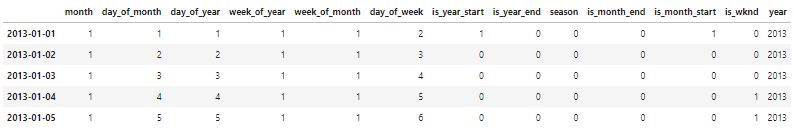 month day_of_month day_of_year week_of_year week_of_month day_of_week is_year_start is_year_end season is_month_end is_month_start is_wknd year
2013-01-01 1 1 1 1 1 2 1 0 0 0 1 0 2013
2013-01-02 1 2 2 1 1 3 0 0 0 0 0 0 2013
2013-01-03 1 3 3 1 1 4 0 0 0 0 0 0 2013
2013-01-04 1 4 4 1 1 5 0 0 0 0 0 1 2013
2013-01-05 1 5 5 1 1 6 0 0 0 0 0 1 2013